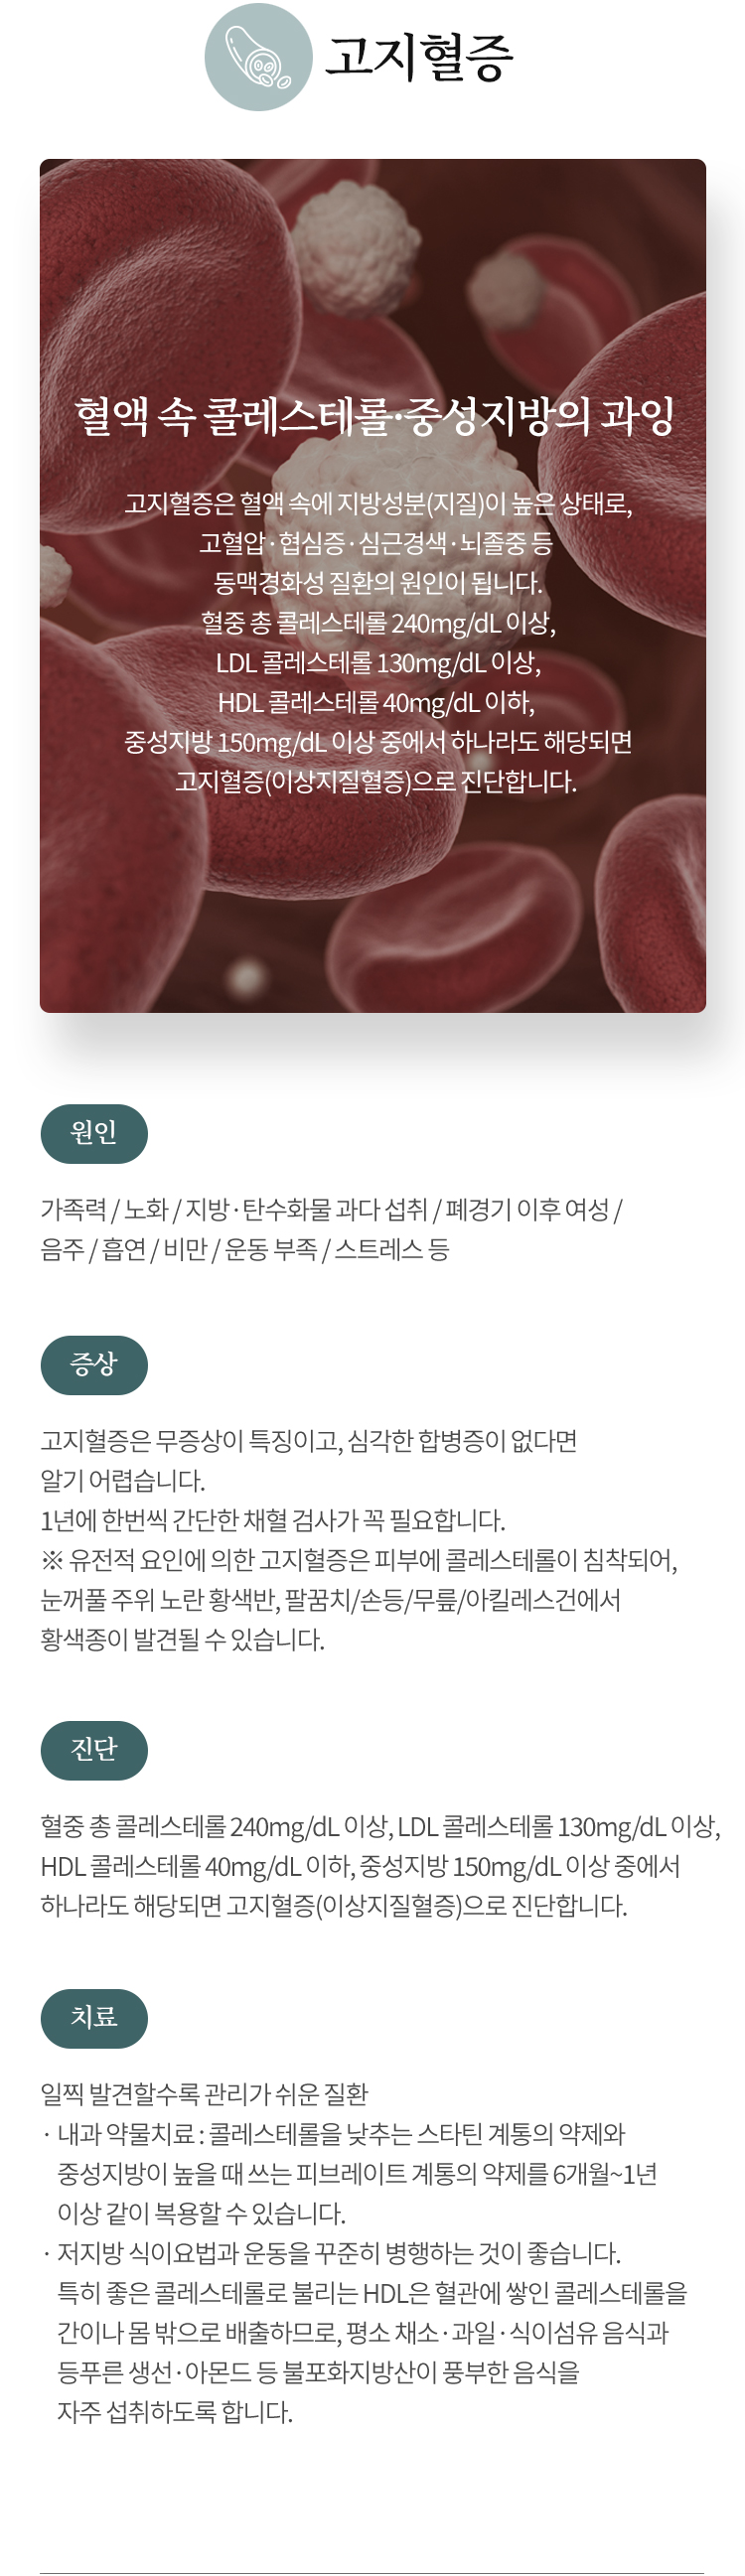 고지혈증
혈액 속 콜레스테롤·중성지방의 과잉
고지혈증은 혈액 속에 지방성분(지질)이 높은 상태로,
고혈압·협심증·심근경색·뇌졸중 등
동맥경화성 질환의 원인이 됩니다.
혈중 총 콜레스테롤 240mg/dL 이상,
LDL 콜레스테롤 130mg/dL 이상,
HDL 콜레스테롤 40mg/dL 이하,
중성지방 150mg/dL 이상 중에서 하나라도 해당되면
고지혈증(이상지질혈증)으로 진단합니다.
원인
가족력 / 노화 / 지방·탄수화물 과다 섭취 / 폐경기 이후 여성 /
음주 / 흡연 / 비만 / 운동 부족 / 스트레스 등
증상
고지혈증은 무증상이 특징이고, 심각한 합병증이 없다면
알기 어렵습니다.
1년에 한번씩 간단한 채혈 검사가 꼭 필요합니다.
※ 유전적 요인에 의한 고지혈증은 피부에 콜레스테롤이 침착되어,
눈꺼풀 주위 노란 황색반, 팔꿈치/손등/무릎/아킬레스건에서
황색종이 발견될 수 있습니다.
진단
혈중 총 콜레스테롤 240mg/dL 이상, LDL 콜레스테롤 130mg/dL 이상,
HDL 콜레스테롤 40mg/dL 이하, 중성지방 150mg/dL 이상 중에서
하나라도 해당되면 고지혈증(이상지질혈증)으로 진단합니다.
치료
일찍 발견할수록 관리가 쉬운 질환
· 내과 약물치료 : 콜레스테롤을 낮추는 스타틴 계통의 약제와
중성지방이 높을 때 쓰는 피브레이트 계통의 약제를 6개월~1년
이상 같이 복용할 수 있습니다.
· 저지방 식이요법과 운동을 꾸준히 병행하는 것이 좋습니다.
특히 좋은 콜레스테롤로 불리는 HDL은 혈관에 쌓인 콜레스테롤을
간이나 몸 밖으로 배출하므로, 평소 채소·과일·식이섬유 음식과
등푸른 생선·아몬드 등 불포화지방산이 풍부한 음식을
자주 섭취하도록 합니다.